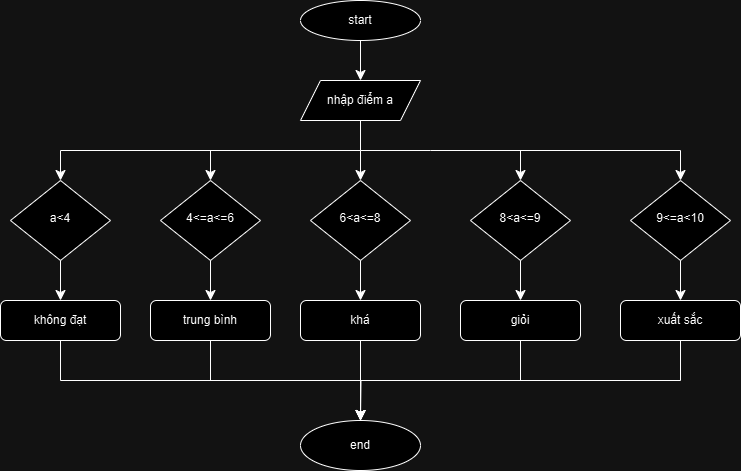 start
nhập điểm a
a<4
4<=a<=6
6<a<=8
8<a<=9
9<=a<10
không đạt
trung bình
khá
giỏi
xuất sắc
end